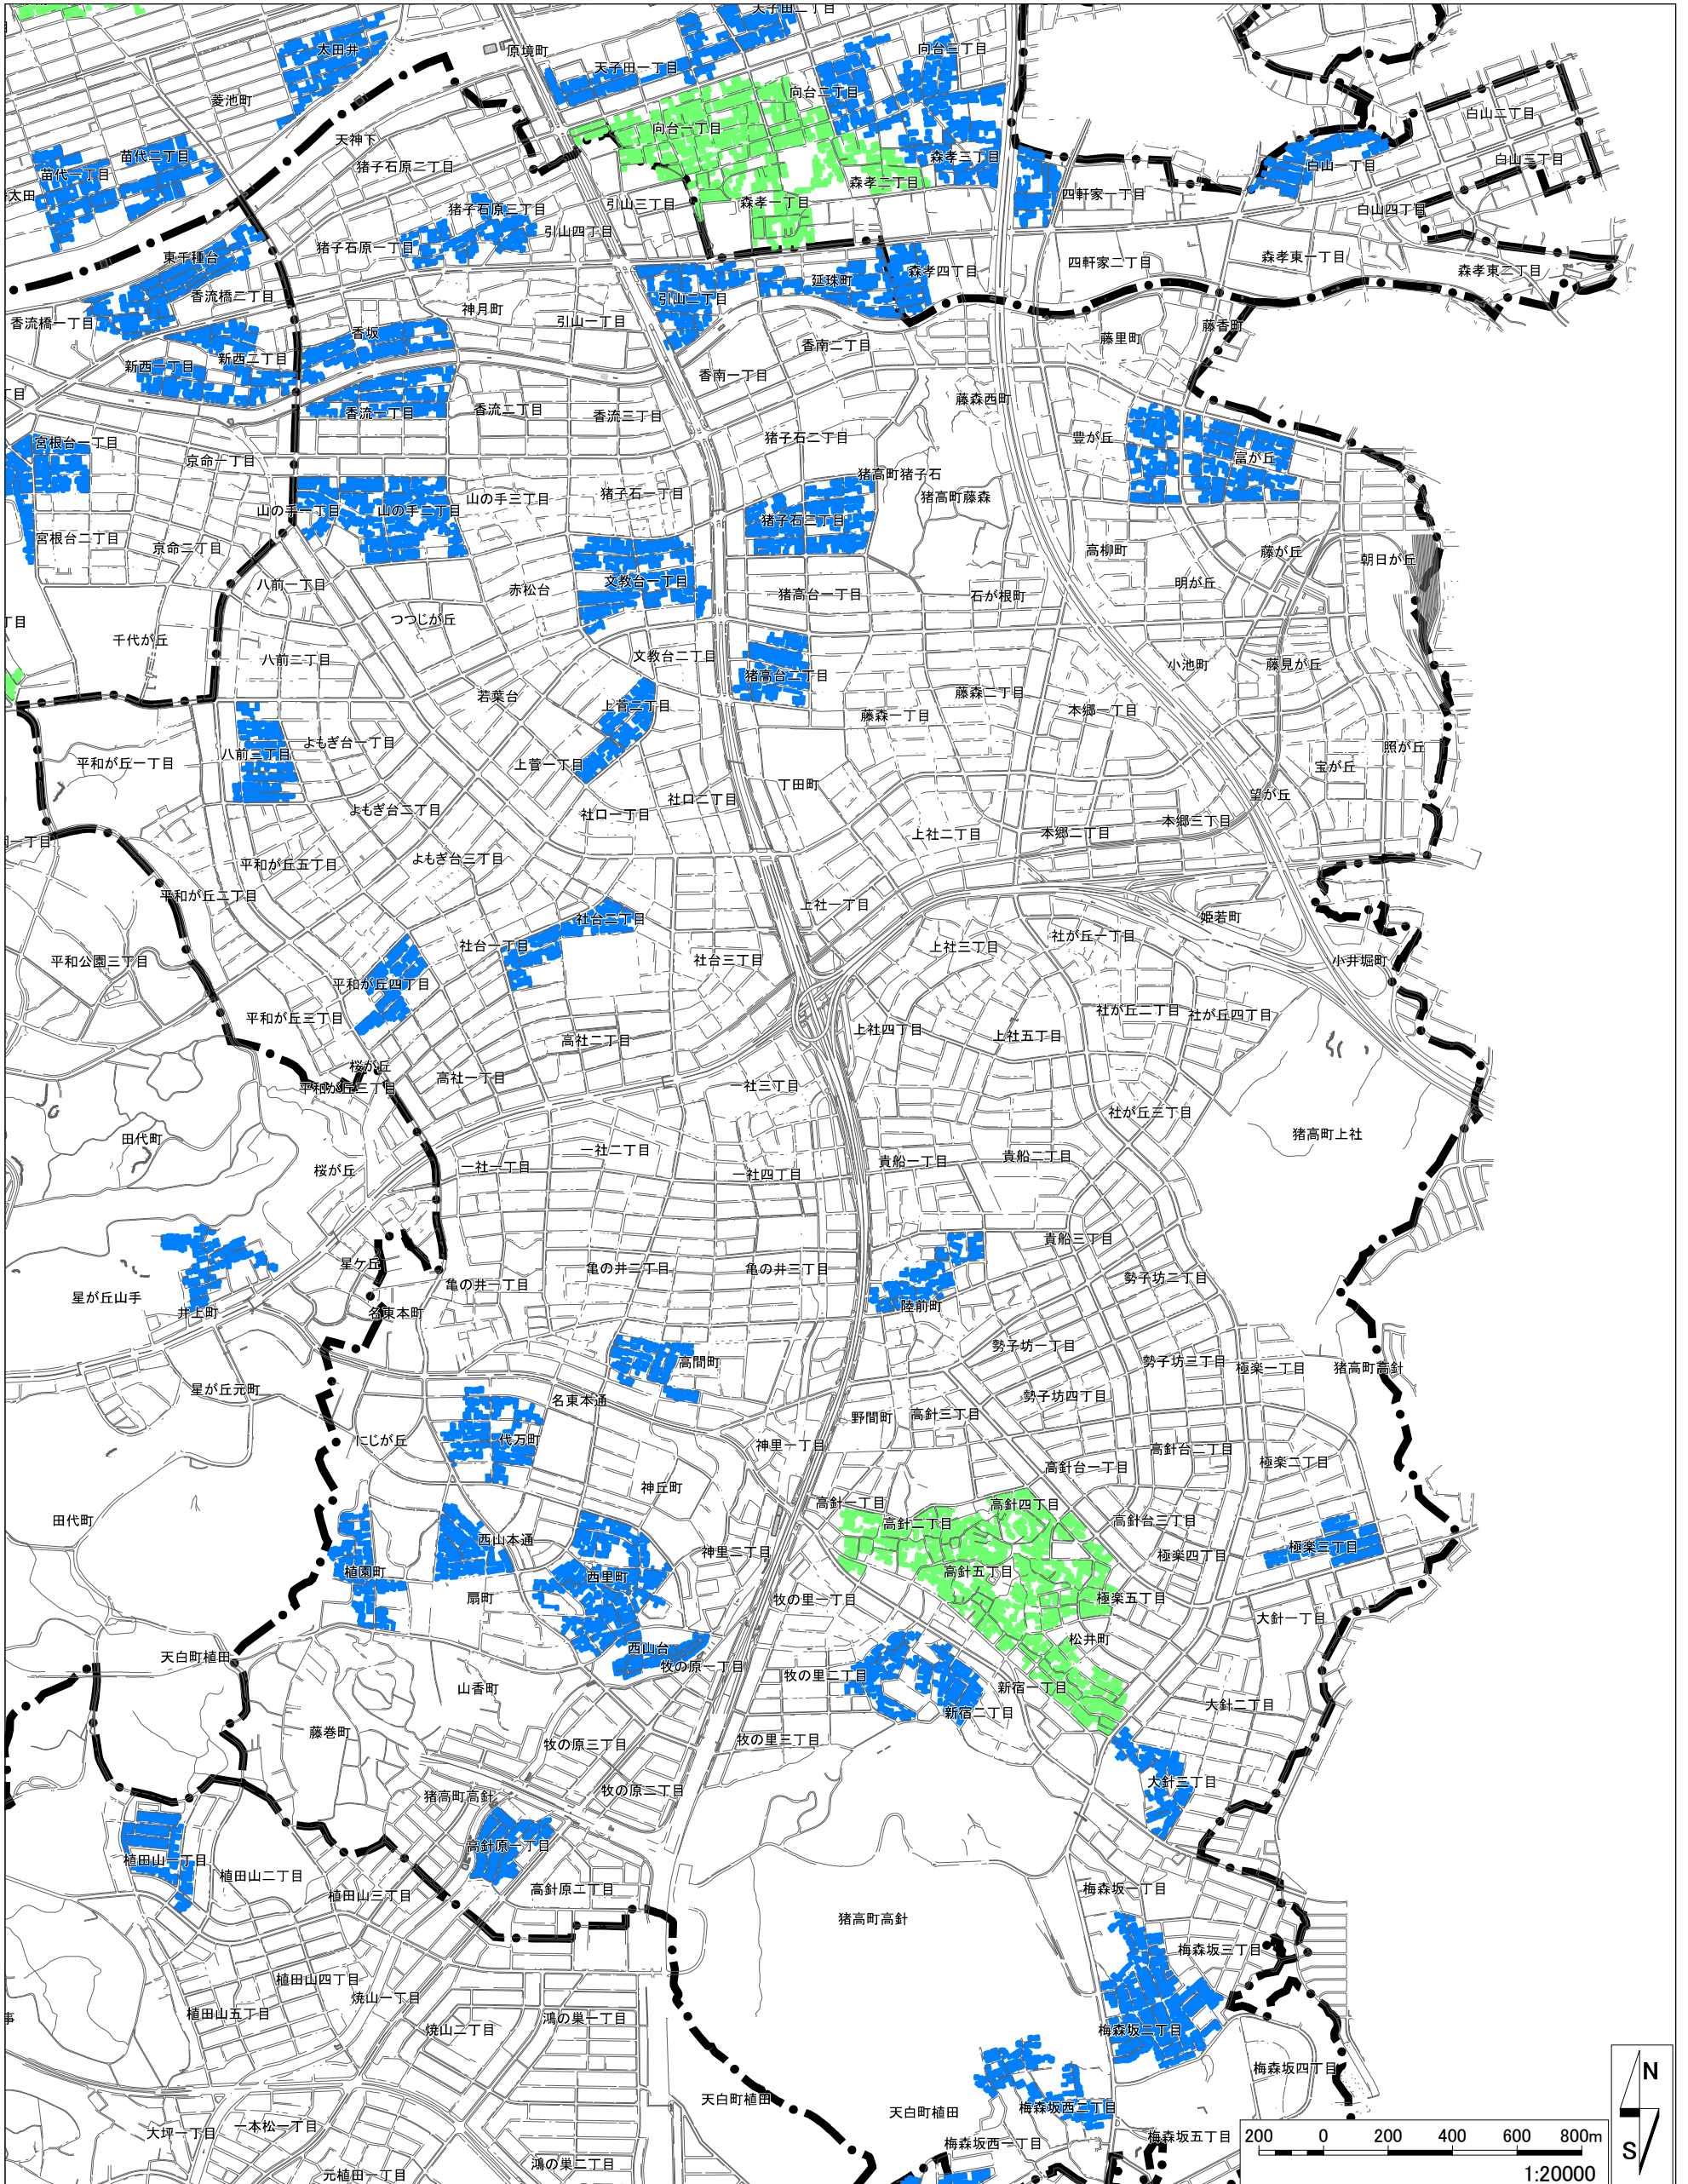 天子田二丁目
太田井
原境町
向台三丁目
天子田一丁目
菱池町
向台二丁目
白山二丁目
向台一丁目
天神下
苗代二丁目
猪子石原二丁目
森孝三丁目
白山一丁目
白山三丁目
苗代一丁目
森孝二丁目
四軒家一丁目
太田
引山三丁目
森孝一丁目
猪子石原三丁目
白山四丁目
引山四丁目
猪子石原一丁目
東千種台
四軒家二丁目
森孝東一丁目
森孝四丁目
森孝東二丁目
延珠町
香流橋二丁目
引山二丁目
神月町
香流橋一丁目
引山一丁目
藤香町
香坂
藤里町
香南二丁目
新西二丁目
新西一丁目
香南一丁目
丁目
藤森西町
香流一丁目
香流二丁目
香流三丁目
宮根台一丁目
猪子石二丁目
豊が丘
京命一丁目
富が丘
猪高町猪子石
山の手三丁目
猪子石一丁目
猪高町藤森
山の手一丁目
山の手二丁目
猪子石三丁目
宮根台二丁目
京命二丁目
高柳町
藤が丘
朝日が丘
八前一丁目
赤松台
文教台一丁目
猪高台一丁目
石が根町
明が丘
丁目
つつじが丘
千代が丘
八前二丁目
文教台二丁目
小池町
藤見が丘
猪高台二丁目
若葉台
藤森二丁目
上菅二丁目
藤森一丁目
本郷一丁目
よもぎ台一丁目
照が丘
八前三丁目
平和が丘一丁目
上菅一丁目
宝が丘
丁田町
望が丘
社口二丁目
よもぎ台二丁目
社口一丁目
本郷三丁目
上社二丁目
本郷二丁目
一丁目
よもぎ台三丁目
平和が丘五丁目
平和が丘二丁目
上社一丁目
社台二丁目
姫若町
社台一丁目
上社三丁目
社が丘一丁目
平和公園三丁目
社台三丁目
小井堀町
平和が丘四丁目
平和が丘三丁目
社が丘二丁目
社が丘四丁目
上社四丁目
上社五丁目
高社二丁目
桜が丘
高社一丁目
平和が丘三丁目
一社三丁目
社が丘三丁目
猪高町上社
田代町
一社二丁目
貴船二丁目
桜が丘
一社一丁目
貴船一丁目
一社四丁目
貴船三丁目
星ケ丘
亀の井二丁目
亀の井三丁目
勢子坊二丁目
亀の井一丁目
星が丘山手
井上町
名東本町
陸前町
勢子坊一丁目
高間町
勢子坊三丁目
極楽一丁目
猪高町高針
星が丘元町
名東本通
勢子坊四丁目
野間町
高針三丁目
にじが丘
代万町
神里一丁目
高針台二丁目
極楽二丁目
高針台一丁目
神丘町
高針一丁目
高針四丁目
田代町
高針二丁目
高針台三丁目
西山本通
神里二丁目
極楽三丁目
極楽四丁目
植園町
西里町
高針五丁目
扇町
牧の里一丁目
極楽五丁目
大針一丁目
松井町
西山台
天白町植田
牧の原一丁目
牧の里二丁目
山香町
新宿一丁目
大針二丁目
新宿二丁目
藤巻町
牧の里三丁目
牧の原三丁目
大針三丁目
牧の原二丁目
猪高町高針
高針原一丁目
植田山一丁目
植田山二丁目
高針原二丁目
梅森坂一丁目
植田山三丁目
猪高町高針
梅森坂三丁目
植田山四丁目
焼山一丁目
植田山五丁目
鴻の巣一丁目
焼山二丁目
梅森坂二丁目
梅森坂四丁目
N
天白町植田
梅森坂西二丁目
天白町植田
一本松一丁目
大坪一丁目
梅森坂五丁目
梅森坂西一丁目
200 0 200 400 600 800m
S
鴻の巣二丁目
元植田一丁目
1:20000